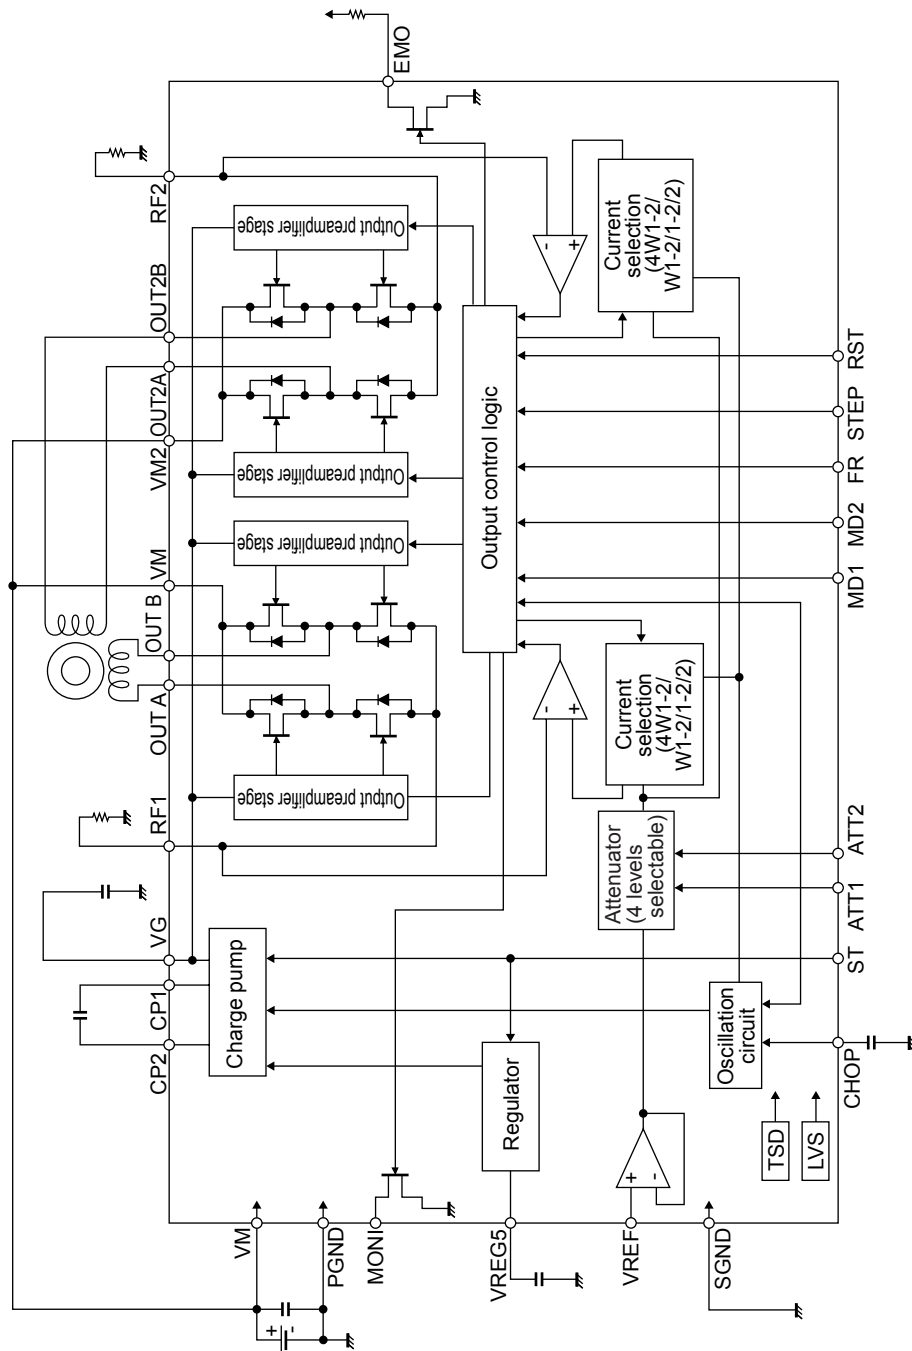 EMO
RF2
OUT2B
OUT2A
VM2
VM
OUT B
OUT A
RF1
VG
CP1
CP2
Output preamplifier stage
Output preamplifier stage
Output preamplifier stage
Output preamplifier stage
Charge pump
Output control logic
-
+
-
+
Current
selection
(4W1-2/
W1-2/1-2/2)
Current
selection
(4W1-2/
W1-2/1-2/2)
Attenuator
(4 levels
selectable)
Regulator
Oscillation
circuit
TSD
LVS
+
-
RST
STEP
FR
MD2
MD1
ATT2
ATT1
ST
CHOP
VM
PGND
MONI
VREG5
VREF
SGND
+
-